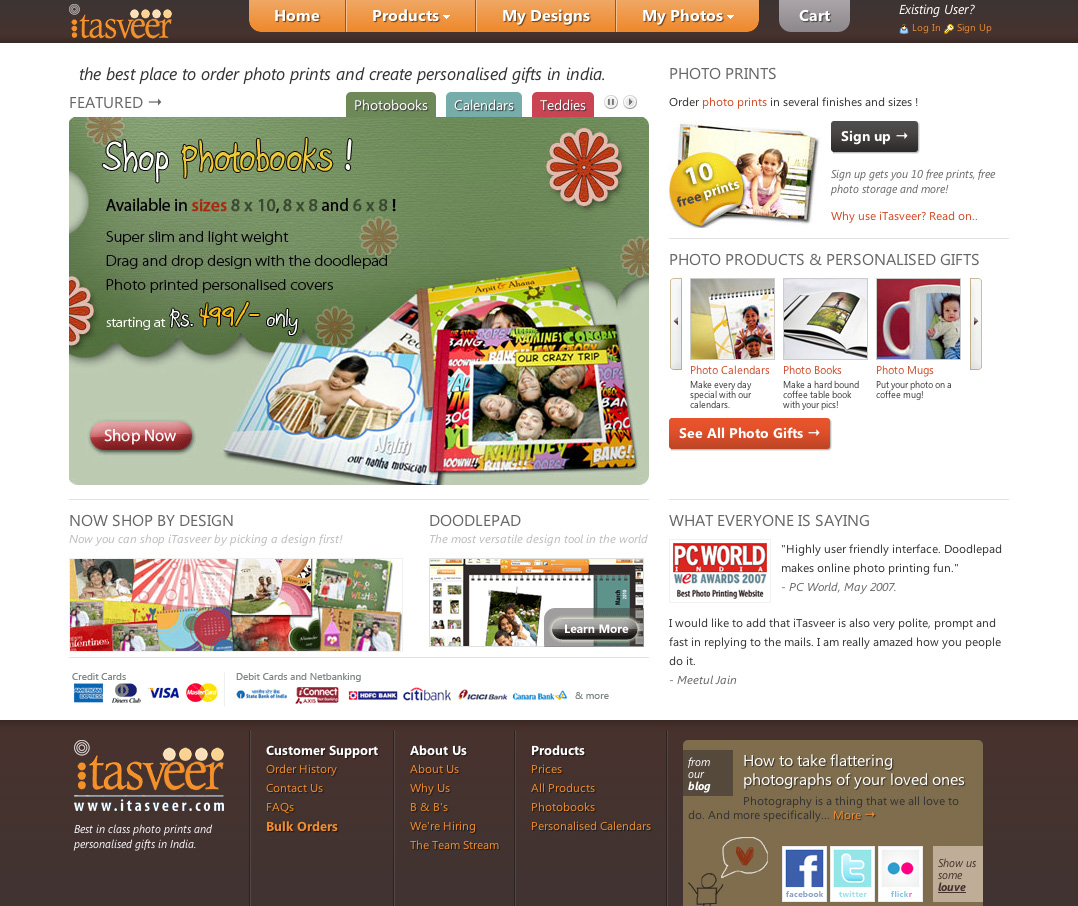 itasveer
Home
Products
My Designs
My Photos
Cart
Existing User?
Log In
Sign Up
the best place to order photo prints and create personalised gifts in india.
FEATURED →
Photobooks
Calendars
Teddies
Shop Photobooks !
Available in sizes 8 x 10, 8 x 8 and 6 x 8 !
Super slim and light weight
Drag and drop design with the doodlepad
Photo printed personalised covers
starting at Rs. 499/- only
Arpit & Ahana
OUR CRAZY TRIP
BANG!
Nalin
our nanha musician
Shop Now
PHOTO PRINTS
Order photo prints in several finishes and sizes !
10
free prints
Sign up →
Sign up gets you 10 free prints, free
photo storage and more!
Why use iTasveer? Read on..
PHOTO PRODUCTS & PERSONALISED GIFTS
Photo Calendars
Make every day
special with our
calendars.
Photo Books
Make a hard bound
coffee table book
with your pics!
Photo Mugs
Put your photo on a
coffee mug!
See All Photo Gifts →
NOW SHOP BY DESIGN
Now you can shop iTasveer by picking a design first!
DOODLEPAD
The most versatile design tool in the world
Learn More
WHAT EVERYONE IS SAYING
PC WORLD
INDIA
WEB AWARDS 2007
Best Photo Printing Website
"Highly user friendly interface. Doodlepad
makes online photo printing fun."
- PC World, May 2007.
I would like to add that iTasveer is also very polite, prompt and
fast in replying to the mails. I am really amazed how you people
do it.
- Meetul Jain
Credit Cards
AMERICAN EXPRESS
Diners Club
VISA
MasterCard
Debit Cards and Netbanking
State Bank of India
iConnect
AXIS
HDFC BANK
citibank
ICICI Bank
Canara Bank
& more
itasveer
www.itasveer.com
Best in class photo prints and
personalised gifts in India.
Customer Support
Order History
Contact Us
FAQs
Bulk Orders
About Us
About Us
Why Us
B & B's
We're Hiring
The Team Stream
Products
Prices
All Products
Photobooks
Personalised Calendars
from
our
blog
How to take flattering
photographs of your loved ones
Photography is a thing that we all love to
do. And more specifically... More →
facebook
twitter
flickr
Show us
some
louve